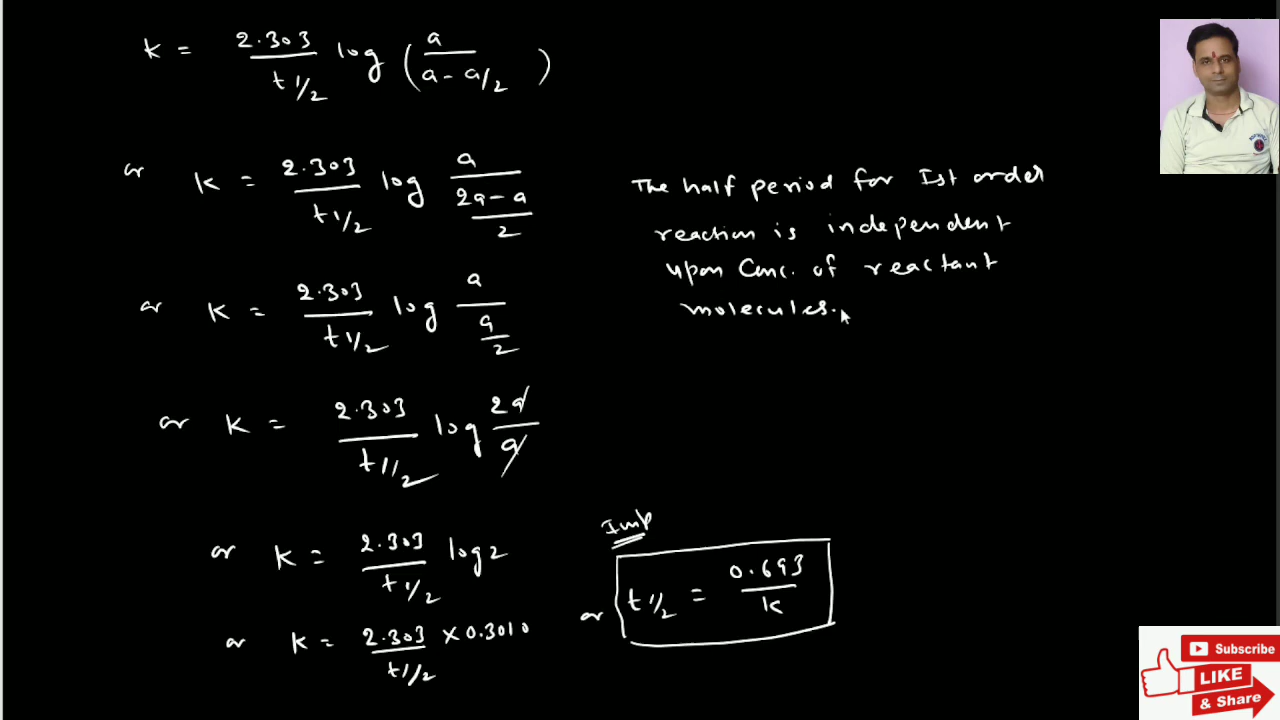 k = 2.303/t1/2 log (a/a-a/2)
or k = 2.303/t1/2 log a/(2a-a)/2
or k = 2.303/t1/2 log a/(a/2)
or k = 2.303/t1/2 log 2a/a
or k = 2.303/t1/2 log2
or k = 2.303/t1/2 x 0.3010
The half period for Ist order
reaction is independent
upon Conc. of reactant
molecules.
Imp
or t1/2 = 0.693/k
Subscribe
LIKE
& Share